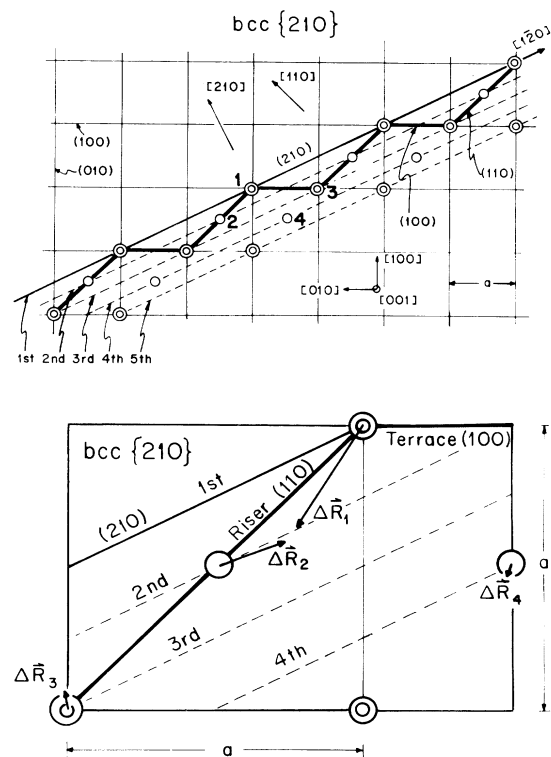 bcc {210}
[1-20]
[210]
[110]
(100)
(010)
(210)
(110)
(100)
1
2
3
4
[100]
[010]
[001]
a
1st 2nd 3rd 4th 5th
bcc {210}
1st
(210)
Riser (110)
Terrace (100)
ΔR⃗1
ΔR⃗2
ΔR⃗3
ΔR⃗4
2nd
3rd
4th
a
a